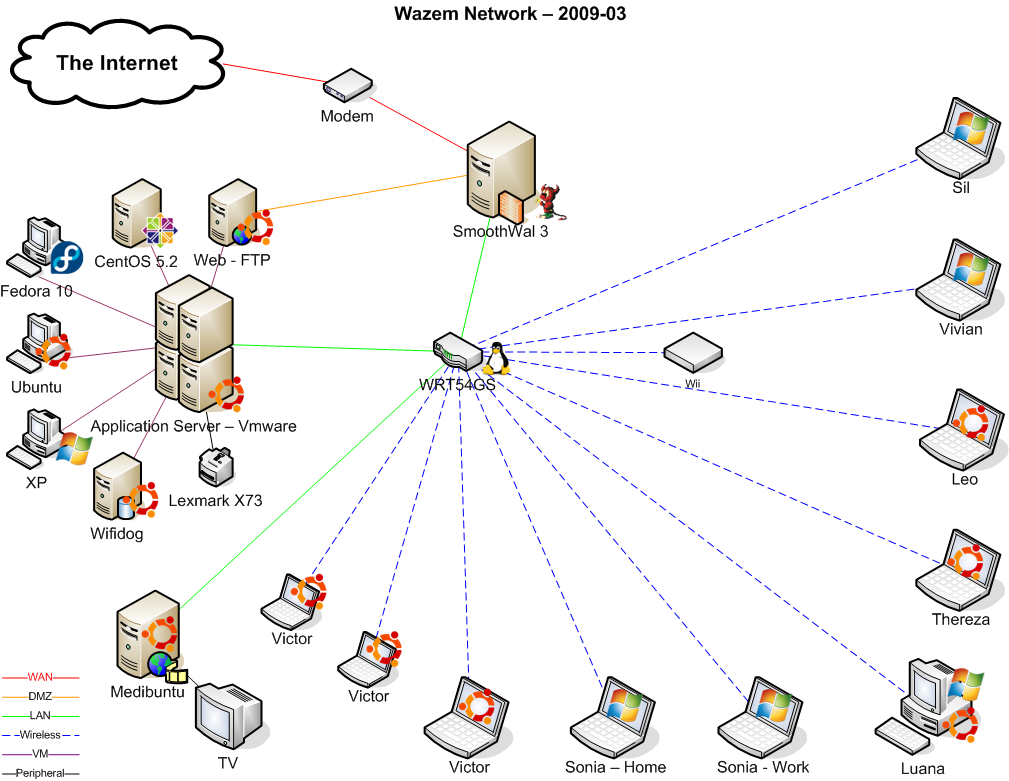 Wazem Network – 2009-03
The Internet
Modem
Sil
SmoothWal 3
CentOS 5.2
Web - FTP
Fedora 10
Vivian
Ubuntu
WRT54GS
Wii
Application Server – Vmware
XP
Leo
Lexmark X73
Wifidog
Thereza
Victor
Medibuntu
Victor
TV
Victor
Sonia – Home
Sonia - Work
Luana
WAN
DMZ
LAN
Wireless
VM
Peripheral